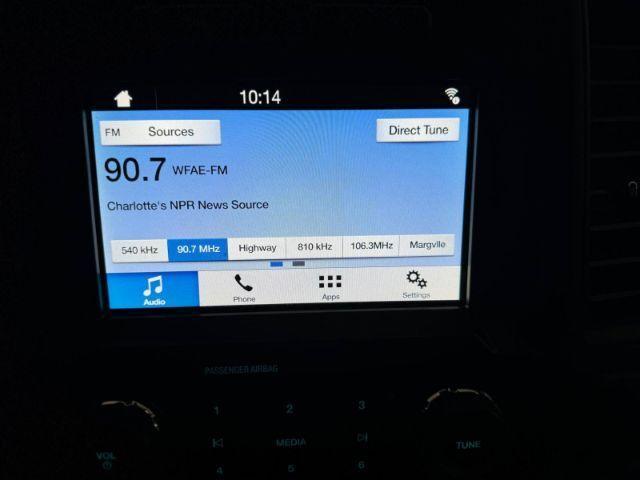 10:14
FM Sources
Direct Tune
90.7 WFAE-FM
Charlotte's NPR News Source
540 kHz 90.7 MHz Highway 810 kHz 106.3MHz Margvlle
Audio Phone Apps Settings
PASSENGER AIRBAG
1 2 3
VOL MEDIA TUNE
4 5 6